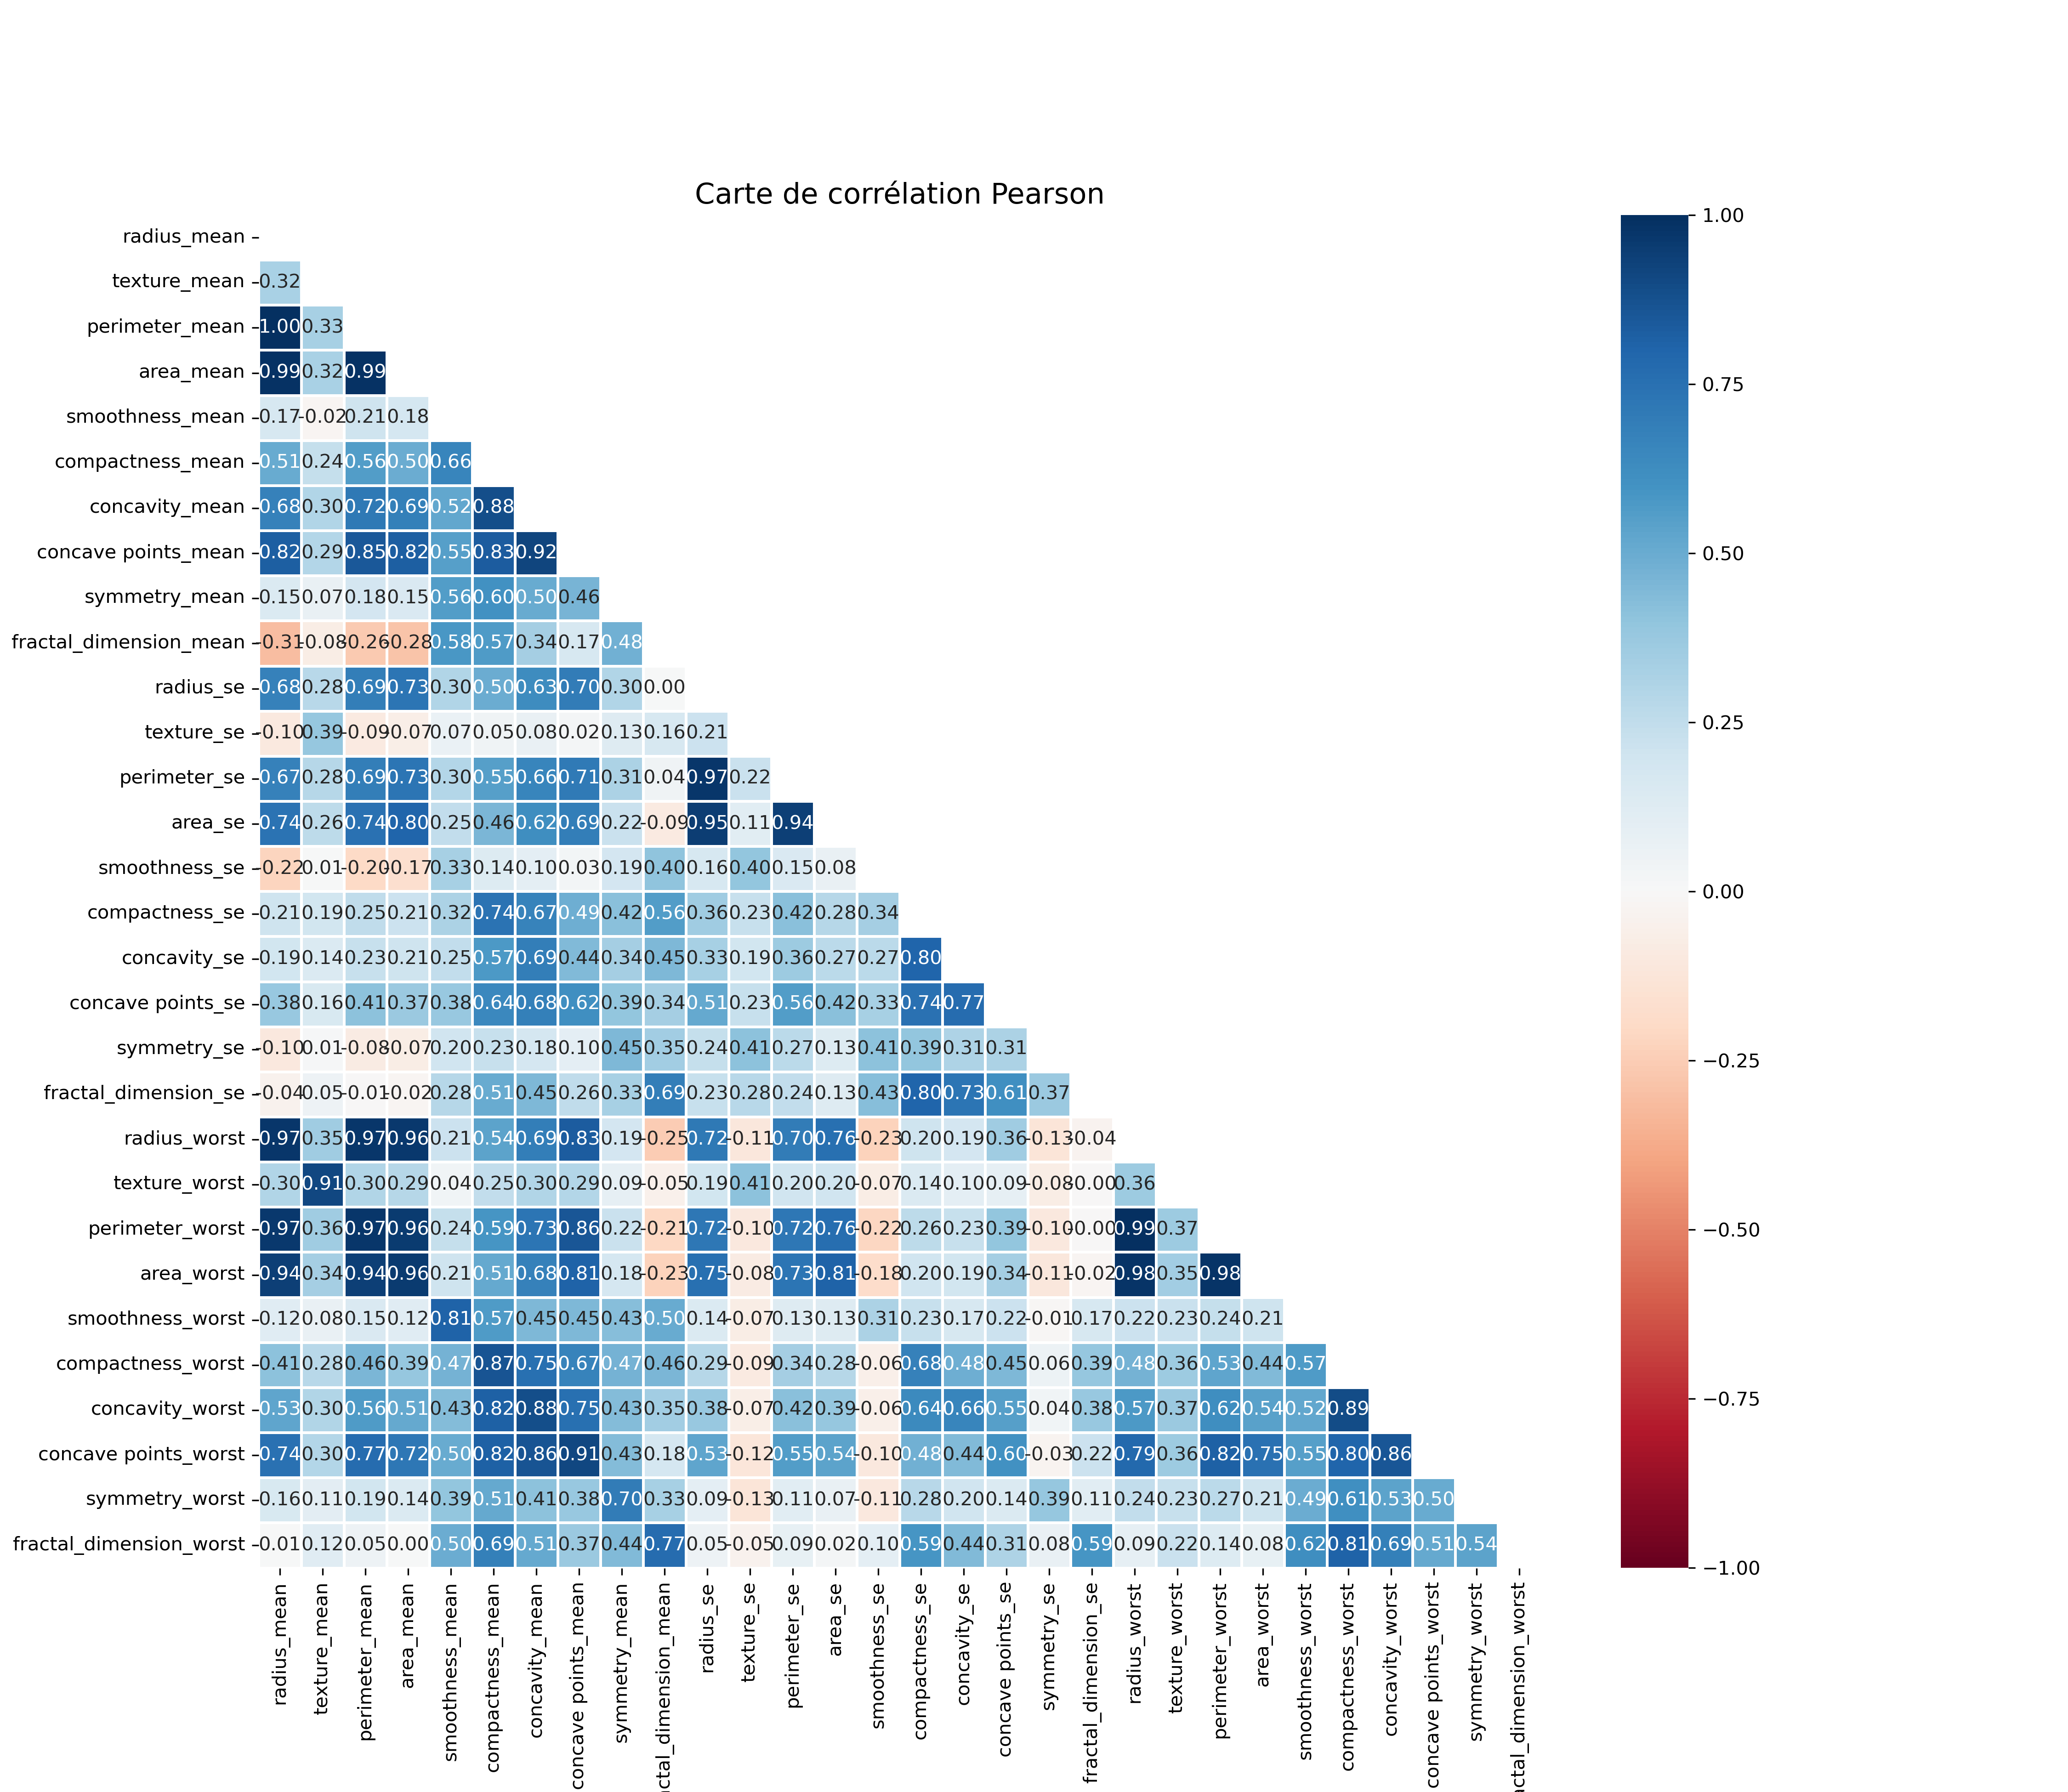 Carte de corrélation Pearson
radius_mean
texture_mean 0.32
perimeter_mean 1.00 0.33
area_mean 0.99 0.32 0.99
smoothness_mean 0.17 -0.02 0.21 0.18
compactness_mean 0.51 0.24 0.56 0.50 0.66
concavity_mean 0.68 0.30 0.72 0.69 0.52 0.88
concave points_mean 0.82 0.29 0.85 0.82 0.55 0.83 0.92
symmetry_mean 0.15 0.07 0.18 0.15 0.56 0.60 0.50 0.46
fractal_dimension_mean -0.31 -0.08 -0.26 -0.28 0.58 0.57 0.34 0.17 0.48
radius_se 0.68 0.28 0.69 0.73 0.30 0.50 0.63 0.70 0.30 0.00
texture_se -0.10 0.39 -0.09 -0.07 0.07 0.05 0.08 0.02 0.13 0.16 0.21
perimeter_se 0.67 0.28 0.69 0.73 0.30 0.55 0.66 0.71 0.31 0.04 0.97 0.22
area_se 0.74 0.26 0.74 0.80 0.25 0.46 0.62 0.69 0.22 -0.09 0.95 0.11 0.94
smoothness_se -0.22 0.01 -0.20 -0.17 0.33 0.14 0.10 0.03 0.19 0.40 0.16 0.40 0.15 0.08
compactness_se 0.21 0.19 0.25 0.21 0.32 0.74 0.67 0.49 0.42 0.56 0.36 0.23 0.42 0.28 0.34
concavity_se 0.19 0.14 0.23 0.21 0.25 0.57 0.69 0.44 0.34 0.45 0.33 0.19 0.36 0.27 0.27 0.80
concave points_se 0.38 0.16 0.41 0.37 0.38 0.64 0.68 0.62 0.39 0.34 0.51 0.23 0.56 0.42 0.33 0.74 0.77
symmetry_se -0.10 0.01 -0.08 -0.07 0.20 0.23 0.18 0.10 0.45 0.35 0.24 0.41 0.27 0.13 0.41 0.39 0.31 0.31
fractal_dimension_se -0.04 0.05 -0.01 -0.02 0.28 0.51 0.45 0.26 0.33 0.69 0.23 0.28 0.24 0.13 0.43 0.80 0.73 0.61 0.37
radius_worst 0.97 0.35 0.97 0.96 0.21 0.54 0.69 0.83 0.19 -0.25 0.72 -0.11 0.70 0.76 -0.23 0.20 0.19 0.36 -0.13 -0.04
texture_worst 0.30 0.91 0.30 0.29 0.04 0.25 0.30 0.29 0.09 -0.05 0.19 0.41 0.20 0.20 -0.07 0.14 0.10 0.09 -0.08 -0.00 0.36
perimeter_worst 0.97 0.36 0.97 0.96 0.24 0.59 0.73 0.86 0.22 -0.21 0.72 -0.10 0.72 0.76 -0.22 0.26 0.23 0.39 -0.10 -0.00 0.99 0.37
area_worst 0.94 0.34 0.94 0.96 0.21 0.51 0.68 0.81 0.18 -0.23 0.75 -0.08 0.73 0.81 -0.18 0.20 0.19 0.34 -0.11 -0.02 0.98 0.35 0.98
smoothness_worst 0.12 0.08 0.15 0.12 0.81 0.57 0.45 0.45 0.43 0.50 0.14 -0.07 0.13 0.13 0.31 0.23 0.17 0.22 -0.01 0.17 0.22 0.23 0.24 0.21
compactness_worst 0.41 0.28 0.46 0.39 0.47 0.87 0.75 0.67 0.47 0.46 0.29 -0.09 0.34 0.28 -0.06 0.68 0.48 0.45 0.06 0.39 0.48 0.36 0.53 0.44 0.57
concavity_worst 0.53 0.30 0.56 0.51 0.43 0.82 0.88 0.75 0.43 0.35 0.38 -0.07 0.42 0.39 -0.06 0.64 0.66 0.55 0.04 0.38 0.57 0.37 0.62 0.54 0.52 0.89
concave points_worst 0.74 0.30 0.77 0.72 0.50 0.82 0.86 0.91 0.43 0.18 0.53 -0.12 0.55 0.54 -0.10 0.48 0.44 0.60 -0.03 0.22 0.79 0.36 0.82 0.75 0.55 0.80 0.86
symmetry_worst 0.16 0.11 0.19 0.14 0.39 0.51 0.41 0.38 0.70 0.33 0.09 -0.13 0.11 0.07 -0.11 0.28 0.20 0.14 0.39 0.11 0.24 0.23 0.27 0.21 0.49 0.61 0.53 0.50
fractal_dimension_worst 0.01 0.12 0.05 0.00 0.50 0.69 0.51 0.37 0.44 0.77 0.05 -0.05 0.09 0.02 0.10 0.59 0.44 0.31 0.08 0.59 0.09 0.22 0.14 0.08 0.62 0.81 0.69 0.51 0.54
radius_mean
texture_mean
perimeter_mean
area_mean
smoothness_mean
compactness_mean
concavity_mean
concave points_mean
symmetry_mean
actal_dimension_mean
radius_se
texture_se
perimeter_se
area_se
smoothness_se
compactness_se
concavity_se
concave points_se
symmetry_se
fractal_dimension_se
radius_worst
texture_worst
perimeter_worst
area_worst
smoothness_worst
compactness_worst
concavity_worst
concave points_worst
symmetry_worst
actal_dimension_worst
1.00
0.75
0.50
0.25
0.00
−0.25
−0.50
−0.75
−1.00